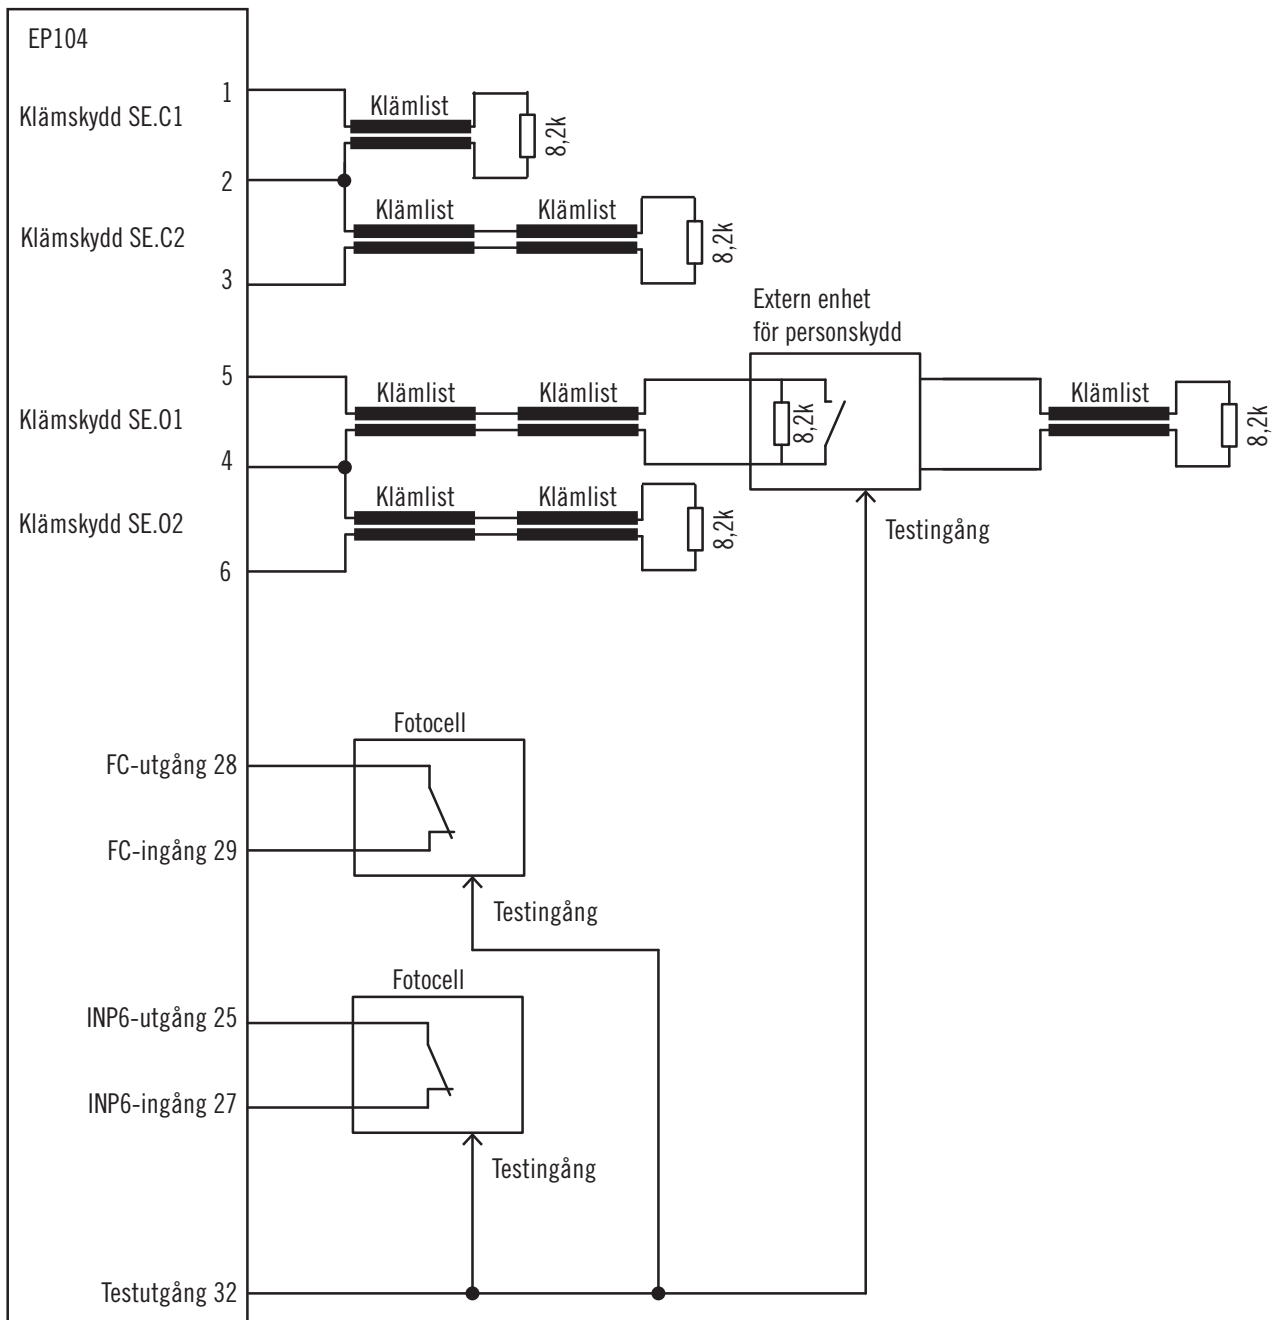 EP104
1
Klämskydd SE.C1
Klämlist
8,2k
2
Klämskydd SE.C2
Klämlist
Klämlist
8,2k
3
Extern enhet
för personskydd
5
Klämskydd SE.O1
Klämlist
Klämlist
8,2k
Klämlist
8,2k
4
Klämskydd SE.O2
Klämlist
Klämlist
8,2k
Testingång
6
Fotocell
FC-utgång 28
FC-ingång 29
Testingång
Fotocell
INP6-utgång 25
INP6-ingång 27
Testingång
Testutgång 32